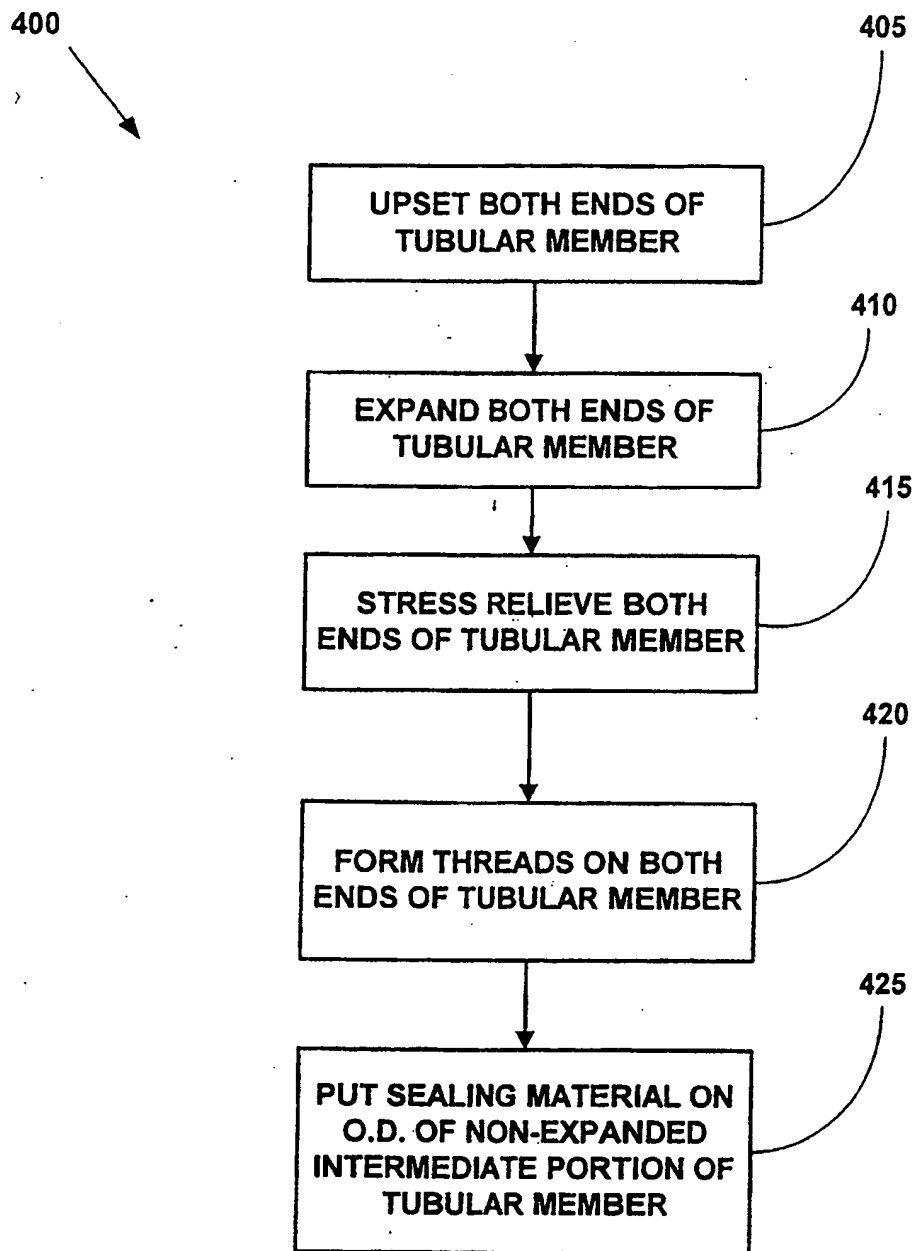 400
405
UPSET BOTH ENDS OF
TUBULAR MEMBER
410
EXPAND BOTH ENDS OF
TUBULAR MEMBER
415
STRESS RELIEVE BOTH
ENDS OF TUBULAR MEMBER
420
FORM THREADS ON BOTH
ENDS OF TUBULAR MEMBER
425
PUT SEALING MATERIAL ON
O.D. OF NON-EXPANDED
INTERMEDIATE PORTION OF
TUBULAR MEMBER